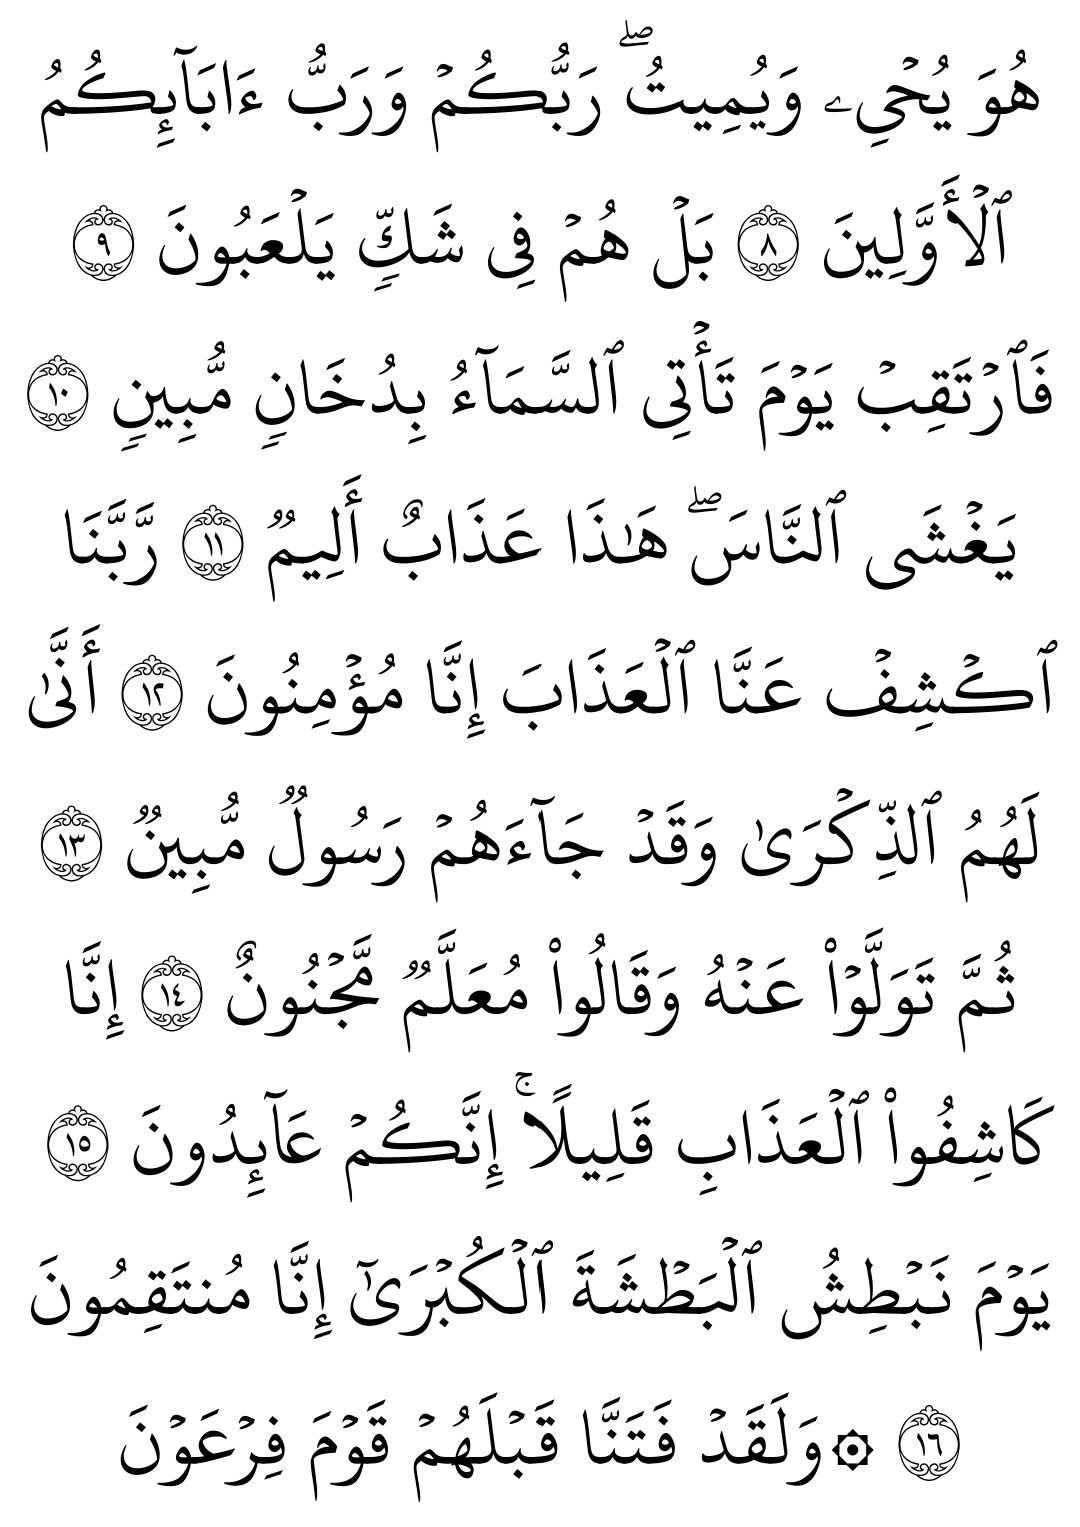 هُوَ يُحۡيِۦ وَيُمِيتُۖ رَبُّكُمۡ وَرَبُّ ءَابَآئِكُمُ
ٱلۡأَوَّلِينَ ٨ بَلۡ هُمۡ فِي شَكّٖ يَلۡعَبُونَ ٩
فَٱرۡتَقِبۡ يَوۡمَ تَأۡتِي ٱلسَّمَآءُ بِدُخَانٖ مُّبِينٖ ١٠
يَغۡشَى ٱلنَّاسَۖ هَٰذَا عَذَابٌ أَلِيمٞ ١١ رَّبَّنَا
ٱكۡشِفۡ عَنَّا ٱلۡعَذَابَ إِنَّا مُؤۡمِنُونَ ١٢ أَنَّىٰ
لَهُمُ ٱلذِّكۡرَىٰ وَقَدۡ جَآءَهُمۡ رَسُولٞ مُّبِينٞ ١٣
ثُمَّ تَوَلَّوۡاْ عَنۡهُ وَقَالُواْ مُعَلَّمٞ مَّجۡنُونٌ ١٤ إِنَّا
كَاشِفُواْ ٱلۡعَذَابِ قَلِيلًاۚ إِنَّكُمۡ عَآئِدُونَ ١٥
يَوۡمَ نَبۡطِشُ ٱلۡبَطۡشَةَ ٱلۡكُبۡرَىٰٓ إِنَّا مُنتَقِمُونَ
١٦ ۞وَلَقَدۡ فَتَنَّا قَبۡلَهُمۡ قَوۡمَ فِرۡعَوۡنَ